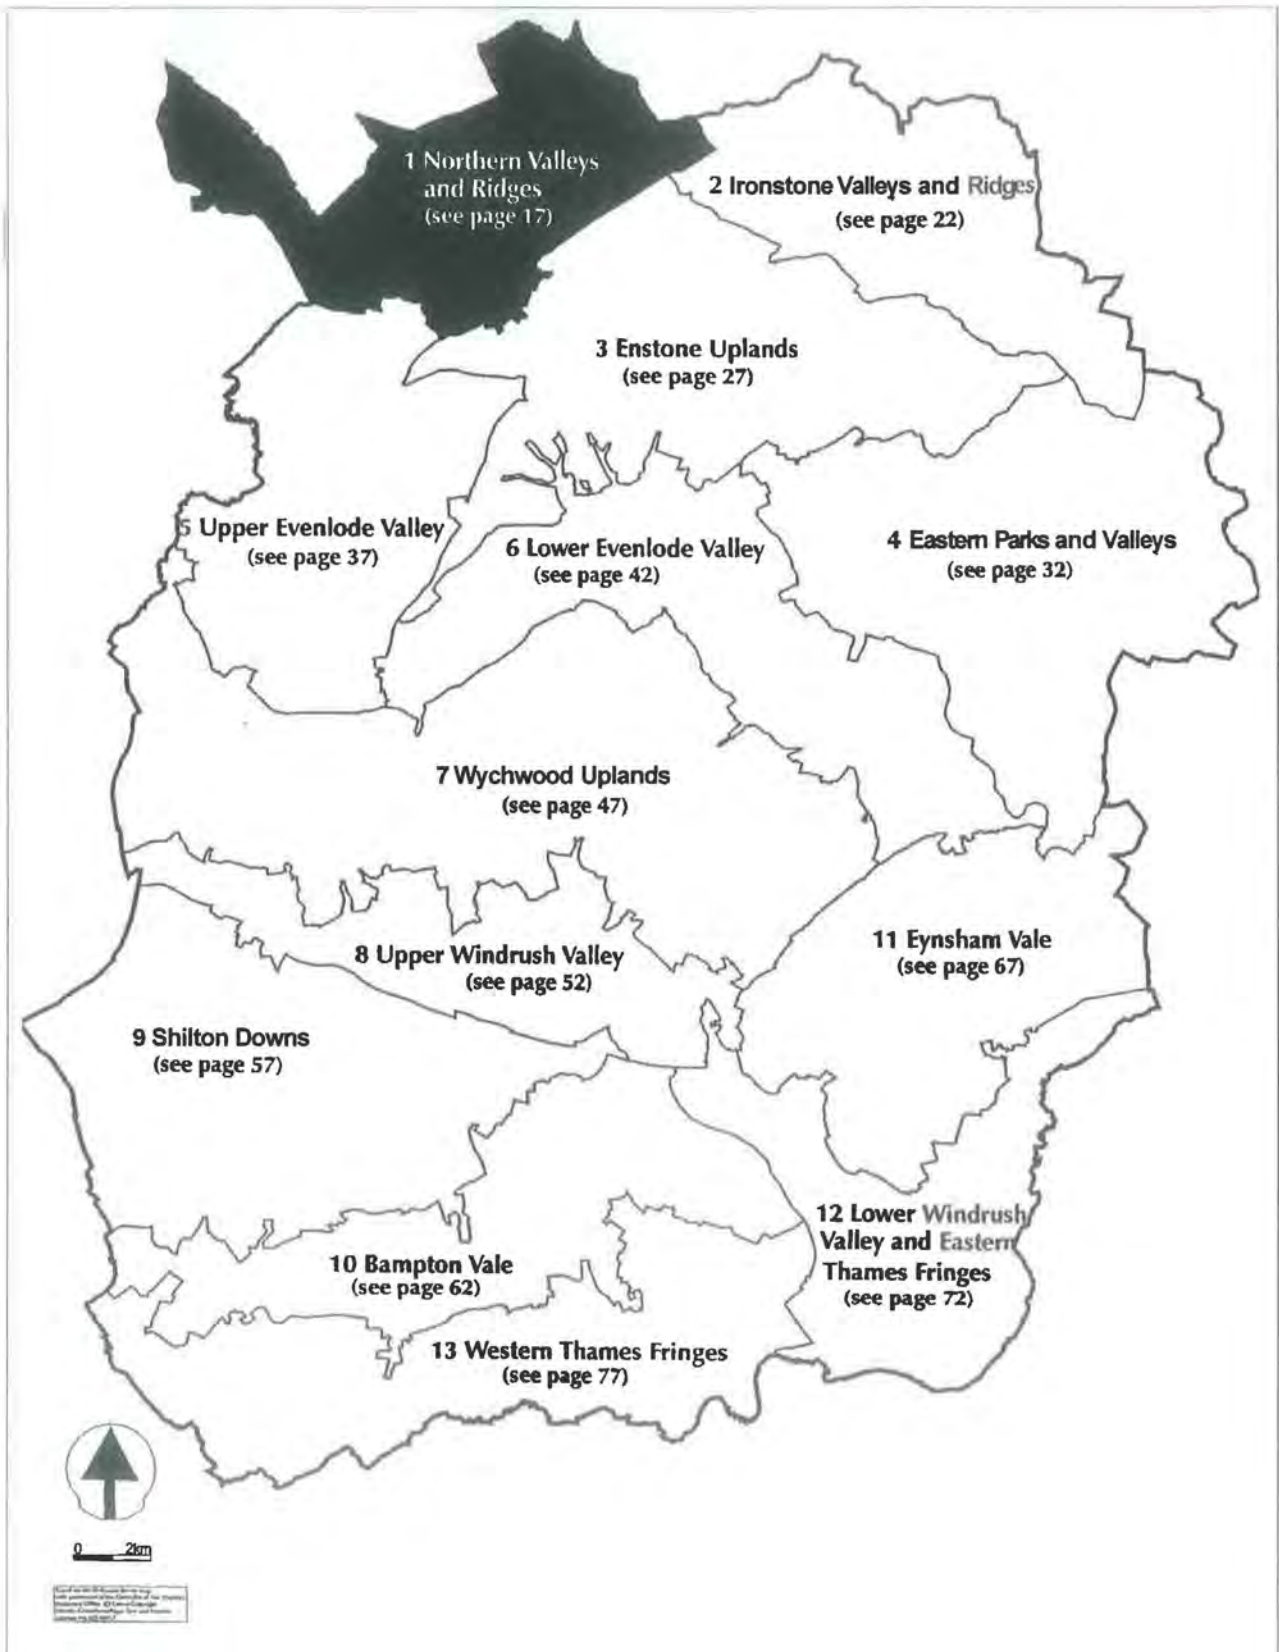 1 Northern Valleys
and Ridges
(see page 17)
2 Ironstone Valleys and Ridges
(see page 22)
3 Enstone Uplands
(see page 27)
4 Eastern Parks and Valleys
(see page 32)
5 Upper Evenlode Valley
(see page 37)
6 Lower Evenlode Valley
(see page 42)
7 Wychwood Uplands
(see page 47)
8 Upper Windrush Valley
(see page 52)
9 Shilton Downs
(see page 57)
11 Eynsham Vale
(see page 67)
10 Bampton Vale
(see page 62)
12 Lower Windrush
Valley and Eastern
Thames Fringes
(see page 72)
13 Western Thames Fringes
(see page 77)
0 2km